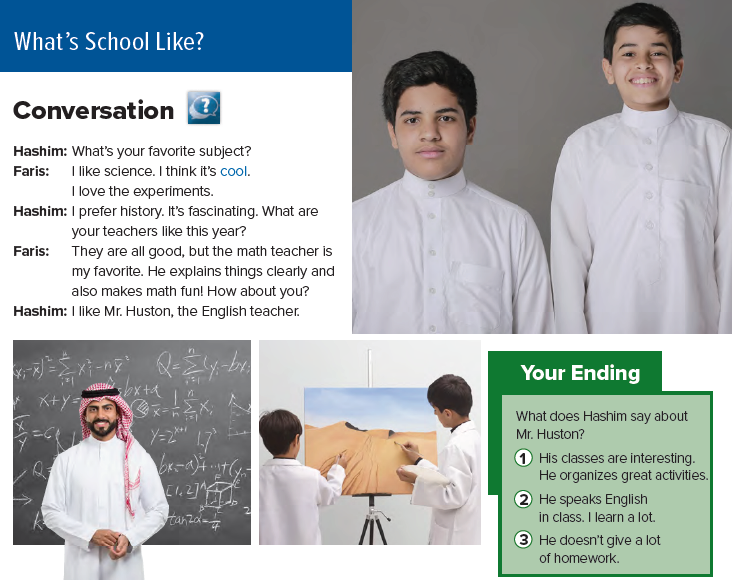 What's School Like?
Conversation
Hashim: What's your favorite subject?
Faris: I like science. I think it's cool.
I love the experiments.
Hashim: I prefer history. It's fascinating. What are
your teachers like this year?
Faris: They are all good, but the math teacher is
my favorite. He explains things clearly and
also makes math fun! How about you?
Hashim: I like Mr. Huston, the English teacher.
Your Ending
What does Hashim say about
Mr. Huston?
1 His classes are interesting.
He organizes great activities.
2 He speaks English
in class. I learn a lot.
3 He doesn't give a lot
of homework.